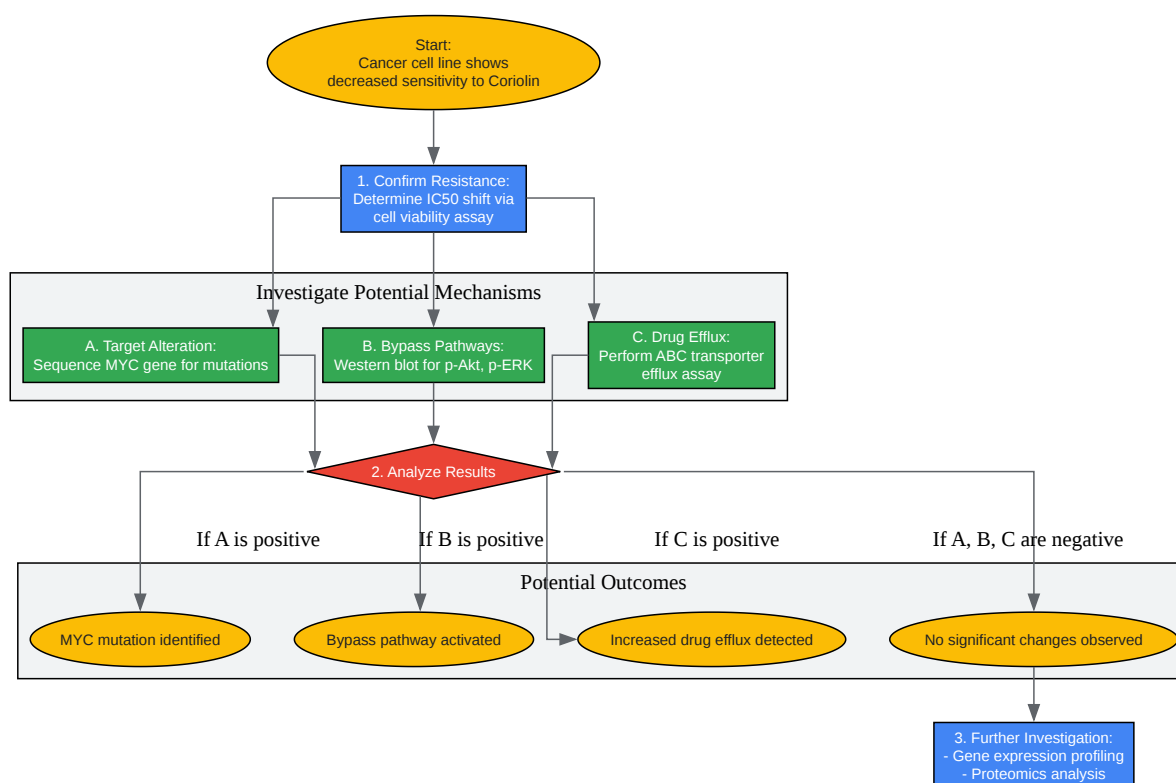 Start:
Cancer cell line shows
decreased sensitivity to Coriolin
1. Confirm Resistance:
Determine IC50 shift via
cell viability assay
Investigate Potential Mechanisms
A. Target Alteration:
Sequence MYC gene for mutations
B. Bypass Pathways:
Western blot for p-Akt, p-ERK
C. Drug Efflux:
Perform ABC transporter
efflux assay
2. Analyze Results
If A is positive
If B is positive
If C is positive
If A, B, C are negative
Potential Outcomes
MYC mutation identified
Bypass pathway activated
Increased drug efflux detected
No significant changes observed
3. Further Investigation:
- Gene expression profiling
- Proteomics analysis